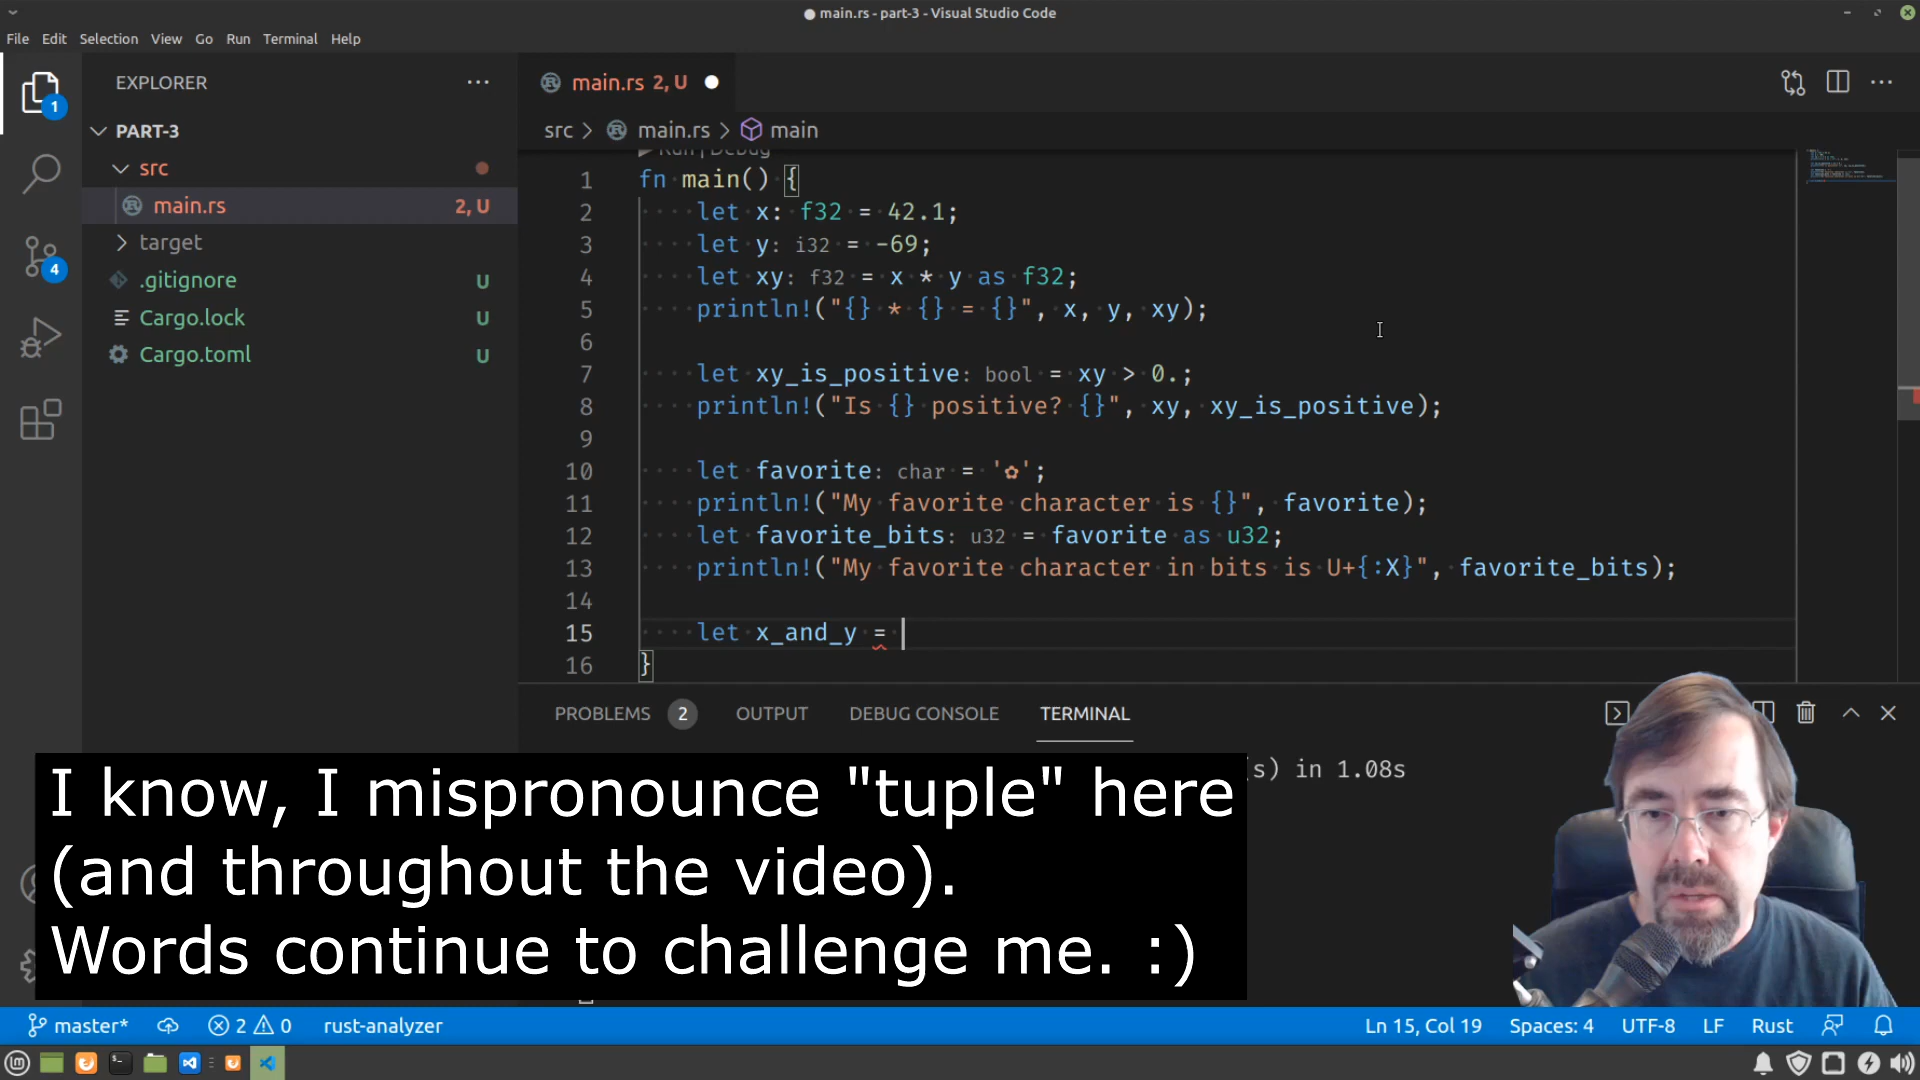 main.rs - part-3 - Visual Studio Code
File Edit Selection View Go Run Terminal Help
EXPLORER
PART-3
src
main.rs 2, U
target
.gitignore U
Cargo.lock U
Cargo.toml U
1
4
main.rs 2, U
src > main.rs > main
Run | Debug
1 fn main() {
2 let x: f32 = 42.1;
3 let y: i32 = -69;
4 let xy: f32 = x * y as f32;
5 println!("{} * {} = {}", x, y, xy);
6
7 let xy_is_positive: bool = xy > 0.;
8 println!("Is {} positive? {}", xy, xy_is_positive);
9
10 let favorite: char = '✿';
11 println!("My favorite character is {}", favorite);
12 let favorite_bits: u32 = favorite as u32;
13 println!("My favorite character in bits is U+{:X}", favorite_bits);
14
15 let x_and_y =
16 }
PROBLEMS 2 OUTPUT DEBUG CONSOLE TERMINAL
(s) in 1.08s
I know, I mispronounce "tuple" here
(and throughout the video).
Words continue to challenge me. :)
master* 2 0 rust-analyzer Ln 15, Col 19 Spaces: 4 UTF-8 LF Rust